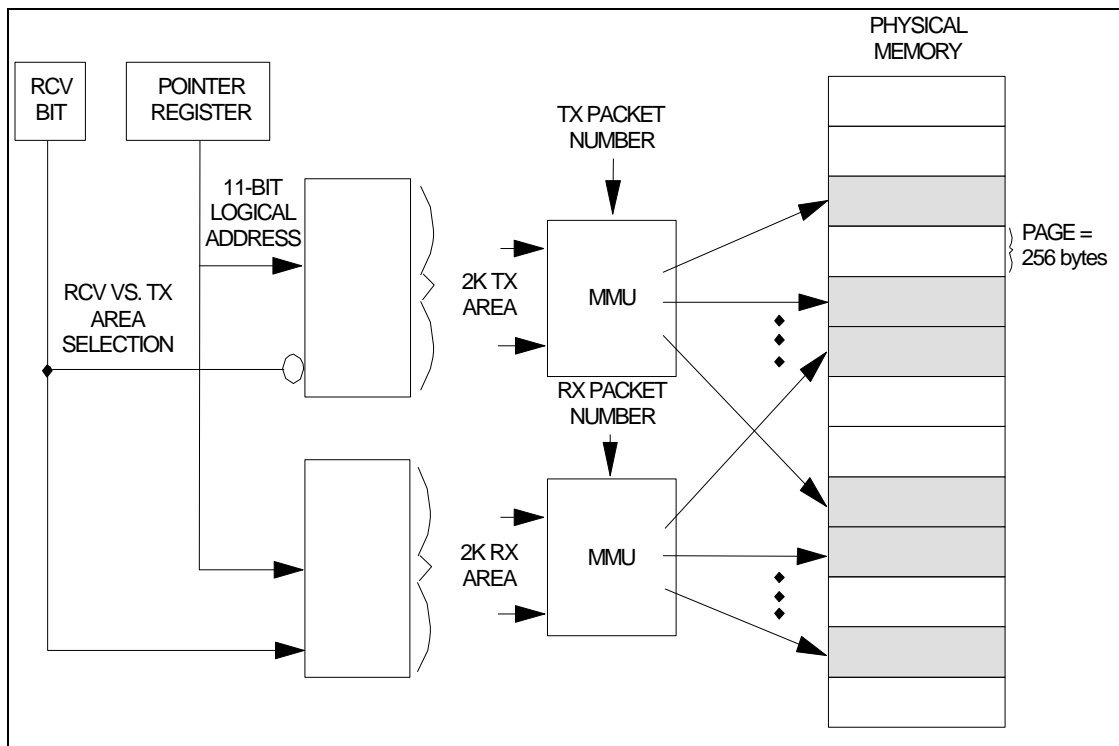 PHYSICAL
MEMORY
RCV
BIT
POINTER
REGISTER
TX PACKET
NUMBER
11-BIT
LOGICAL
ADDRESS
PAGE =
256 bytes
2K TX
AREA
MMU
RCV VS. TX
AREA
SELECTION
RX PACKET
NUMBER
2K RX
AREA
MMU